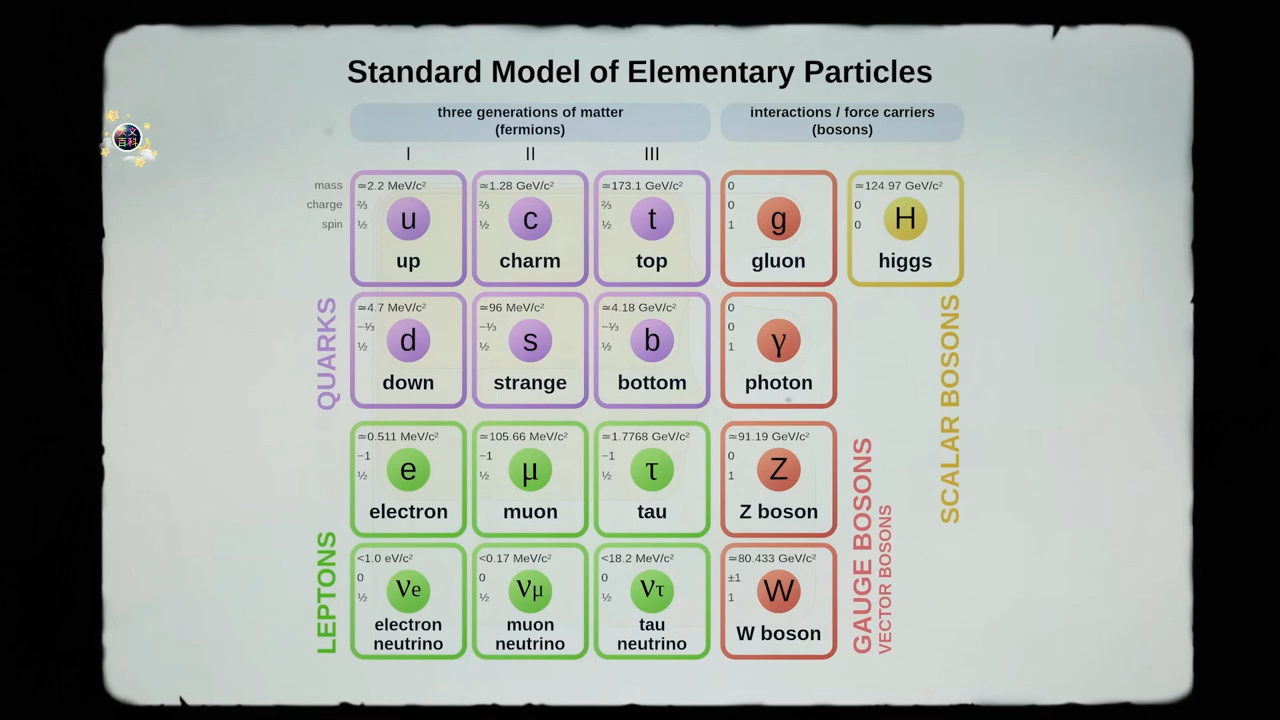 Standard Model of Elementary Particles
three generations of matter
(fermions)
interactions / force carriers
(bosons)
I
II
III
mass
charge
spin
≃2.2 MeV/c²
⅔
½
u
up
≃1.28 GeV/c²
⅔
½
c
charm
≃173.1 GeV/c²
⅔
½
t
top
0
0
1
g
gluon
≃124.97 GeV/c²
0
0
H
higgs
QUARKS
≃4.7 MeV/c²
−⅓
½
d
down
≃96 MeV/c²
−⅓
½
s
strange
≃4.18 GeV/c²
−⅓
½
b
bottom
0
0
1
γ
photon
SCALAR BOSONS
LEPTONS
≃0.511 MeV/c²
−1
½
e
electron
≃105.66 MeV/c²
−1
½
μ
muon
≃1.7768 GeV/c²
−1
½
τ
tau
≃91.19 GeV/c²
0
1
Z
Z boson
GAUGE BOSONS
VECTOR BOSONS
<1.0 eV/c²
0
½
νe
electron
neutrino
<0.17 MeV/c²
0
½
νμ
muon
neutrino
<18.2 MeV/c²
0
½
ντ
tau
neutrino
≃80.433 GeV/c²
±1
1
W
W boson
天文
百科